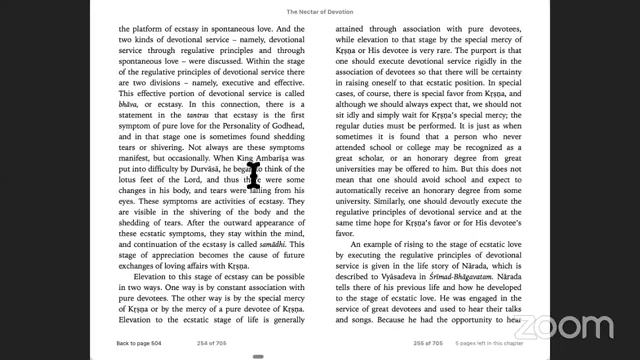 The Nectar of Devotion
the platform of ecstasy in spontaneous love. And the
two kinds of devotional service – namely, devotional
service through regulative principles and through
spontaneous love – were discussed. Within the
stage of the regulative principles of devotional service there
are two divisions – namely, executive and effective.
This effective portion of devotional service is called
bhāva, or ecstasy. In this connection, there is a
statement in the tantras that ecstasy is the first
symptom of pure love for the Personality of Godhead,
and in that stage one is sometimes found shedding
tears or shivering. Not always are these symptoms
manifest, but occasionally. When King Ambarīṣa was
put into difficulty by Durvāsā, he began to think of the
lotus feet of the Lord, and thus there were some
changes in his body, and tears were falling from his
eyes. These symptoms are activities of ecstasy. They
are visible in the shivering of the body and the
shedding of tears. After the outward appearance of
these ecstatic symptoms, they stay within the mind,
and continuation of the ecstasy is called samādhi. This
stage of appreciation becomes the cause of future
exchanges of loving affairs with Kṛṣṇa.
Elevation to this stage of ecstasy can be possible
in two ways. One way is by constant association with
pure devotees. The other way is by the special mercy
of Kṛṣṇa or by the mercy of a pure devotee of Kṛṣṇa.
Elevation to the ecstatic stage of life is generally
attained through association with pure devotees,
while elevation to that stage by the special mercy of
Kṛṣṇa or His devotee is very rare. The purport is that
one should execute devotional service rigidly in the
association of devotees so that there will be certainty
in raising oneself to that ecstatic position. In special
cases, of course, there is special favor from Kṛṣṇa, and
although we should always expect that, we should not
sit idly and simply wait for Kṛṣṇa's special mercy; the
regular duties must be performed. It is just as when
sometimes it is found that a person who never
attended school or college may be recognized as a
great scholar, or an honorary degree from great
universities may be offered to him. But this does not
mean that one should avoid school and expect to
automatically receive an honorary degree from some
university. Similarly, one should devoutly execute the
regulative principles of devotional service and at the
same time hope for Kṛṣṇa's favor or for His devotee's
favor.
An example of rising to the stage of ecstatic love
by executing the regulative principles of devotional
service is given in the life story of Nārada, which is
described to Vyāsadeva in Śrīmad-Bhāgavatam. Nārada
tells there of his previous life and how he developed
to the stage of ecstatic love. He was engaged in the
service of great devotees and used to hear their talks
and songs. Because he had the opportunity to hear
Back to page 504
254 of 705
255 of 705
5 pages left in this chapter
zoom